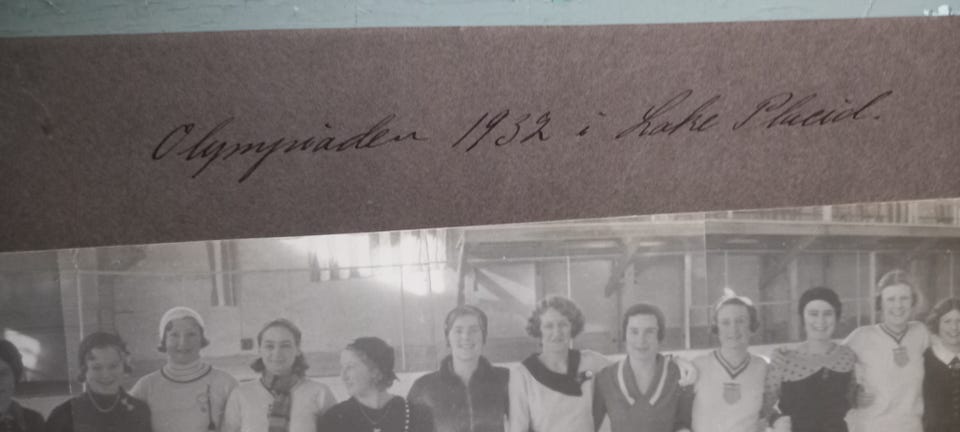 Olympiaden 1932 i Lake Placid.